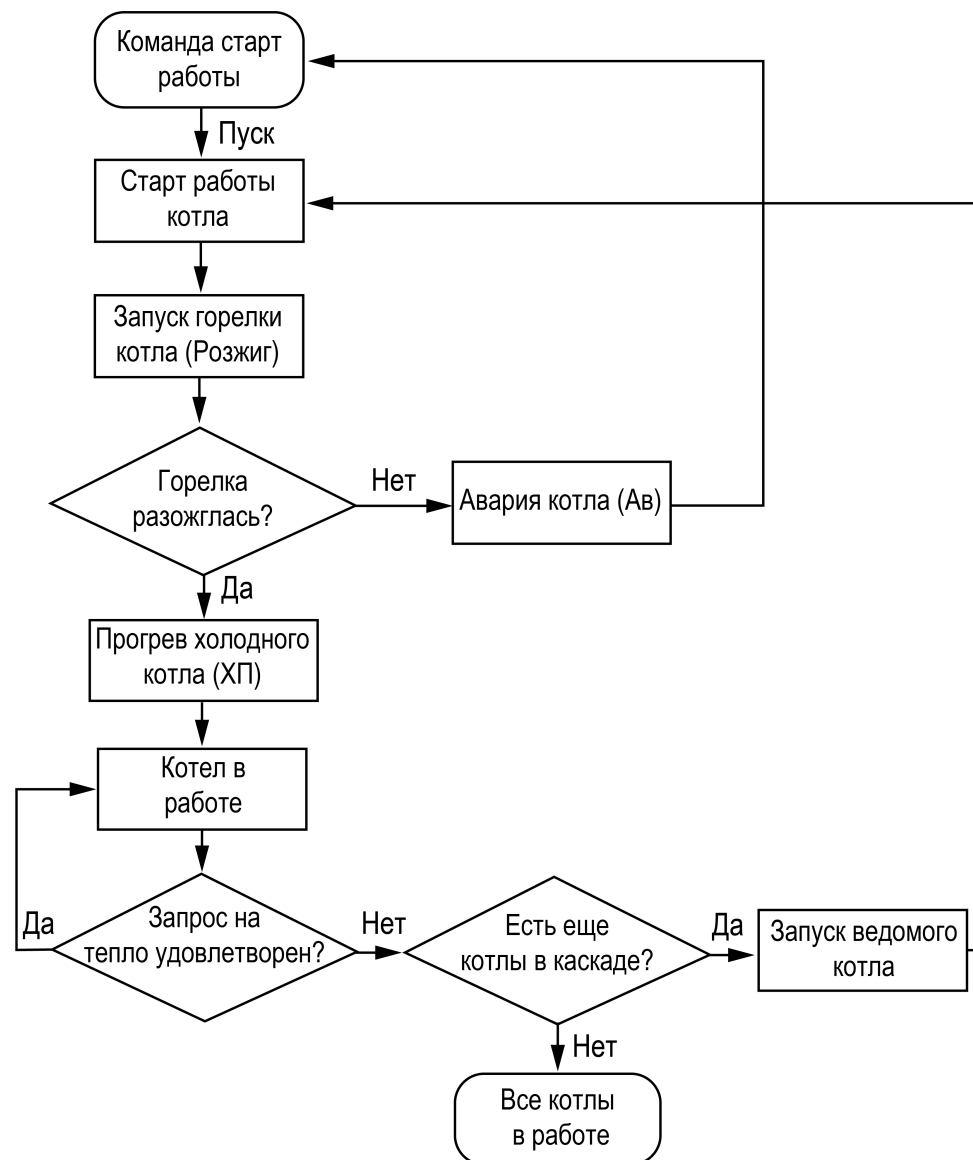 Команда старт
работы
Пуск
Старт работы
котла
Запуск горелки
котла (Розжиг)
Горелка
разожглась?
Нет
Авария котла (Ав)
Да
Прогрев холодного
котла (ХП)
Котел в
работе
Да
Запрос на
тепло удовлетворен?
Нет
Есть еще
котлы в каскаде?
Да
Запуск ведомого
котла
Нет
Все котлы
в работе